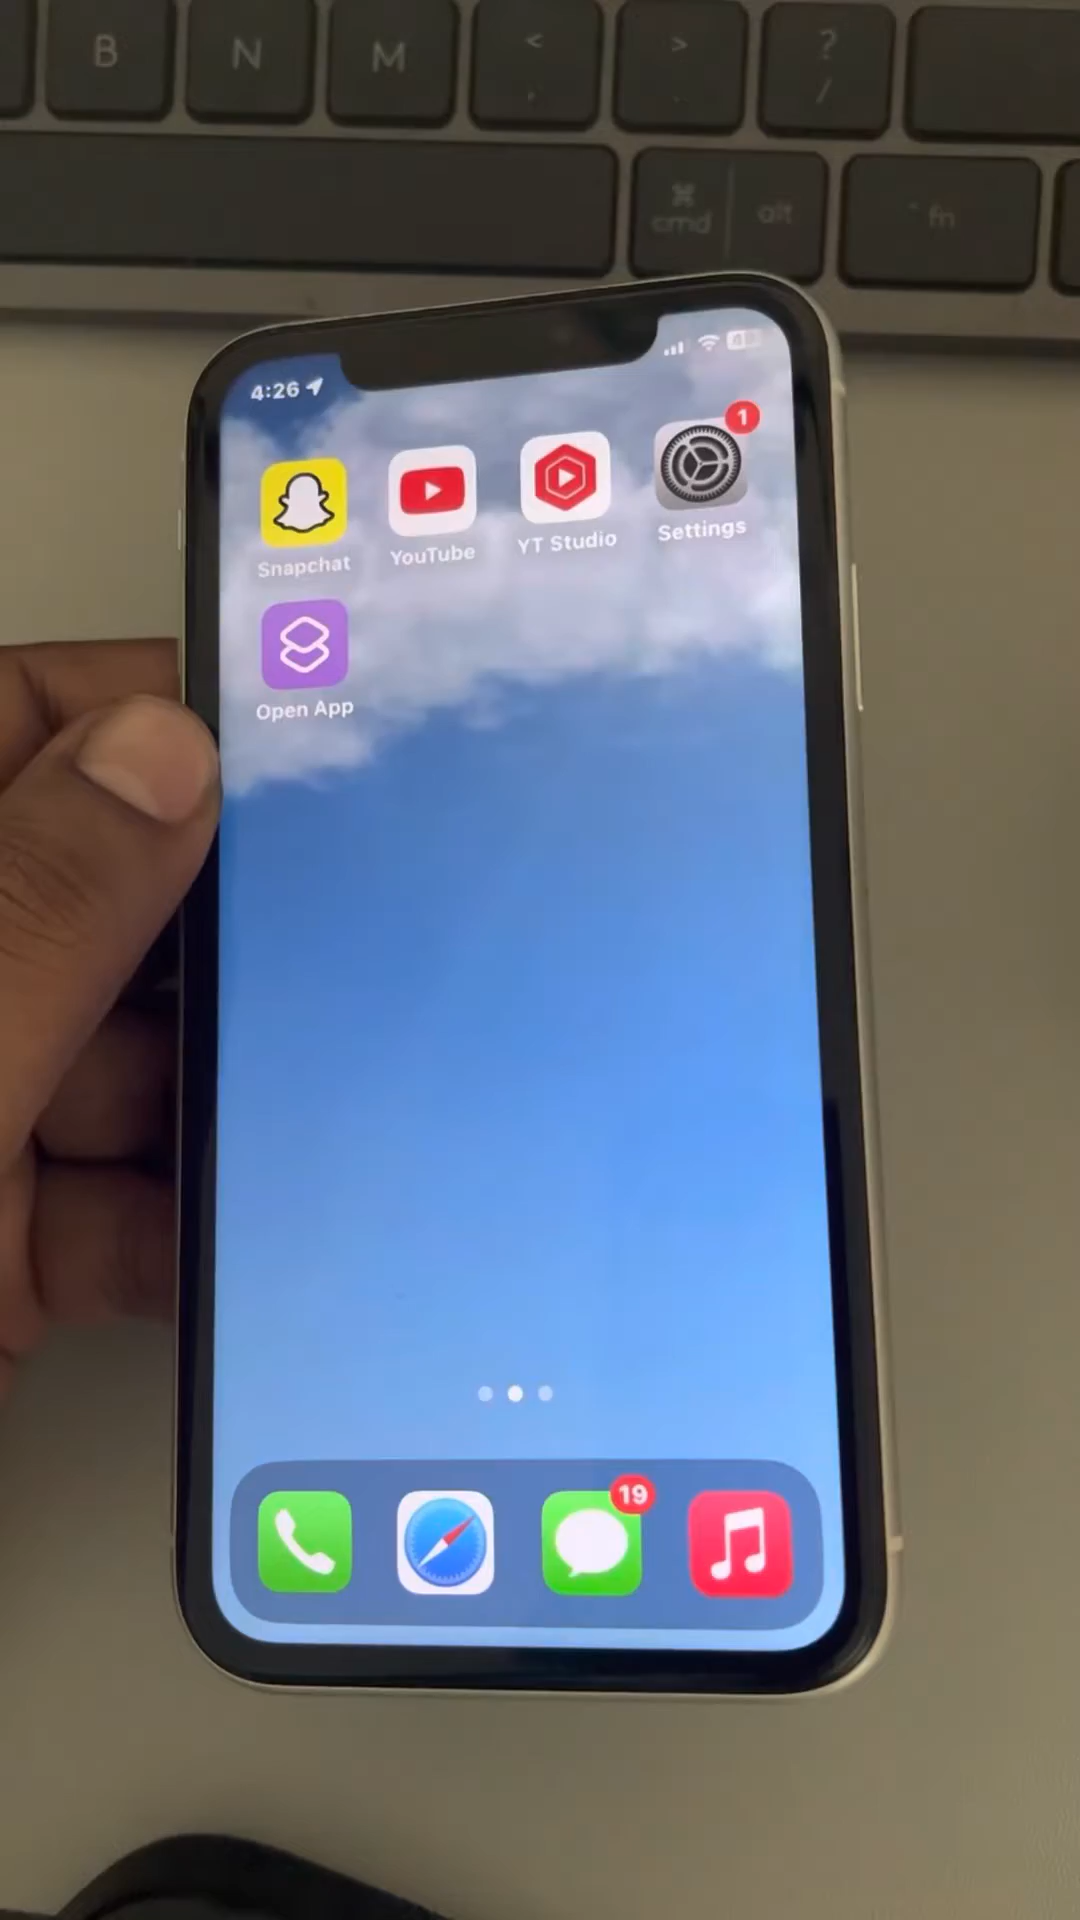 B N M < , > . ? /
⌘
cmd alt fn
4:26
1
Snapchat YouTube YT Studio Settings
Open App
19